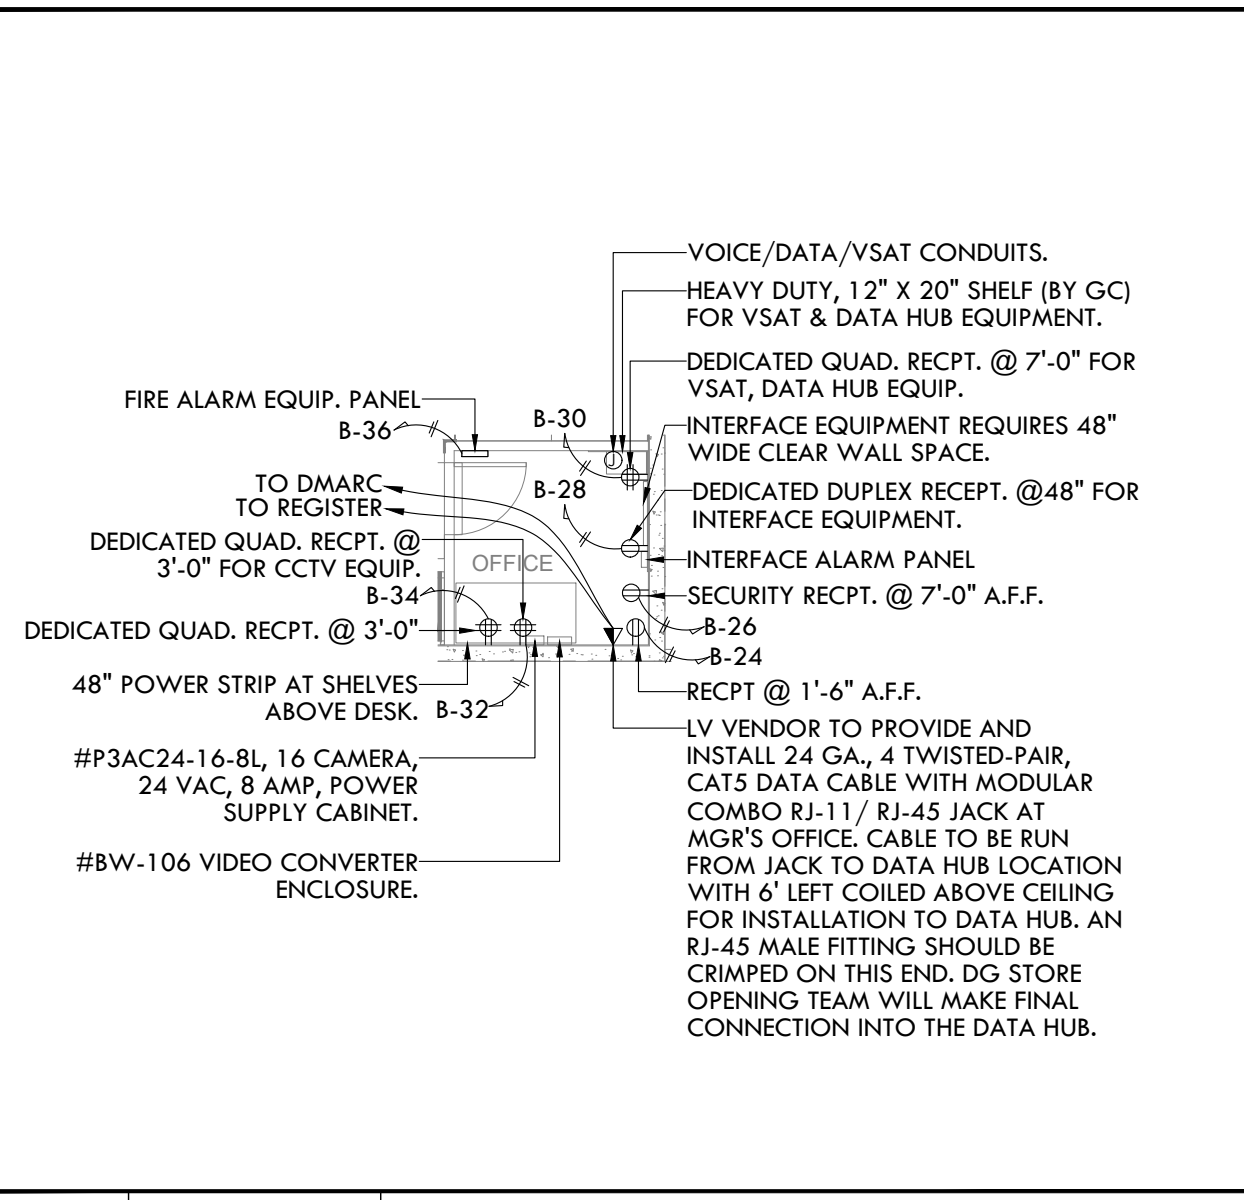 VOICE/DATA/VSAT CONDUITS.
HEAVY DUTY, 12" X 20" SHELF (BY GC)
FOR VSAT & DATA HUB EQUIPMENT.
DEDICATED QUAD. RECPT. @ 7'-0" FOR
VSAT, DATA HUB EQUIP.
INTERFACE EQUIPMENT REQUIRES 48"
WIDE CLEAR WALL SPACE.
DEDICATED DUPLEX RECEPT. @48" FOR
INTERFACE EQUIPMENT.
INTERFACE ALARM PANEL
SECURITY RECPT. @ 7'-0" A.F.F.
B-26
B-24
RECPT @ 1'-6" A.F.F.
LV VENDOR TO PROVIDE AND
INSTALL 24 GA., 4 TWISTED-PAIR,
CAT5 DATA CABLE WITH MODULAR
COMBO RJ-11/ RJ-45 JACK AT
MGR'S OFFICE. CABLE TO BE RUN
FROM JACK TO DATA HUB LOCATION
WITH 6' LEFT COILED ABOVE CEILING
FOR INSTALLATION TO DATA HUB. AN
RJ-45 MALE FITTING SHOULD BE
CRIMPED ON THIS END. DG STORE
OPENING TEAM WILL MAKE FINAL
CONNECTION INTO THE DATA HUB.
FIRE ALARM EQUIP. PANEL
B-36
B-30
J
TO DMARC
TO REGISTER
B-28
DEDICATED QUAD. RECPT. @
3'-0" FOR CCTV EQUIP.
OFFICE
B-34
DEDICATED QUAD. RECPT. @ 3'-0"
48" POWER STRIP AT SHELVES
ABOVE DESK.
B-32
#P3AC24-16-8L, 16 CAMERA,
24 VAC, 8 AMP, POWER
SUPPLY CABINET.
#BW-106 VIDEO CONVERTER
ENCLOSURE.